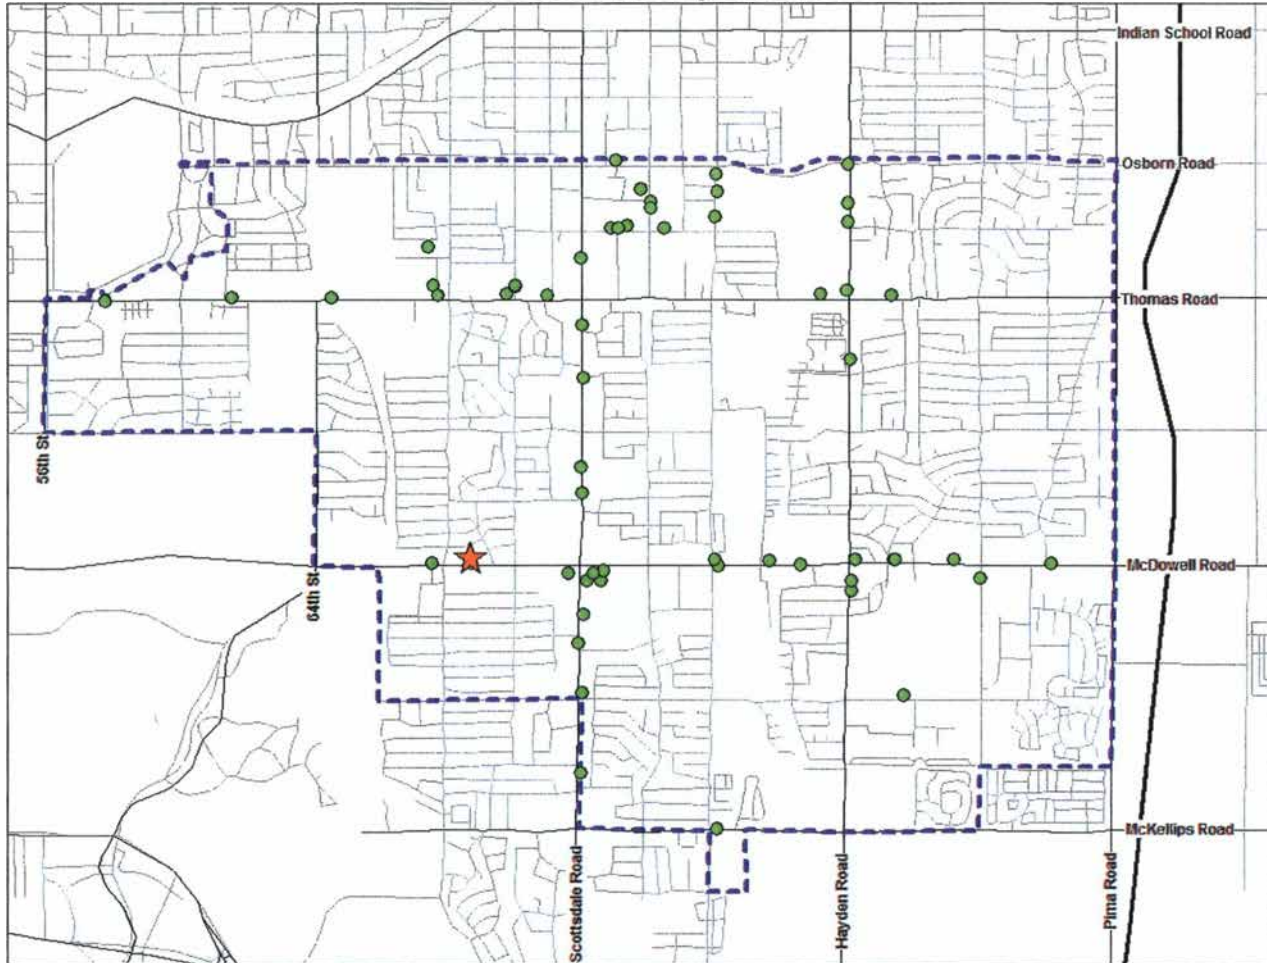 Indian School Road
Osborn Road
Thomas Road
56th St
64th St
McDowell Road
McKellips Road
Scottsdale Road
Hayden Road
Pima Road